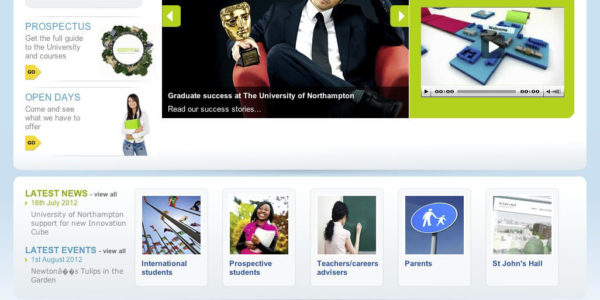 PROSPECTUS
Get the full guide
to the University
and courses
GO
OPEN DAYS
Come and see
what we have to
offer
GO
Graduate success at The University of Northampton
Read our success stories...
00:00
00:00
LATEST NEWS - view all
16th July 2012
University of Northampton
support for new Innovation
Cube
LATEST EVENTS - view all
1st August 2012
Newtonâ��s Tulips in the
Garden
International
students
Prospective
students
Teachers/careers
advisers
Parents
St John's Hall